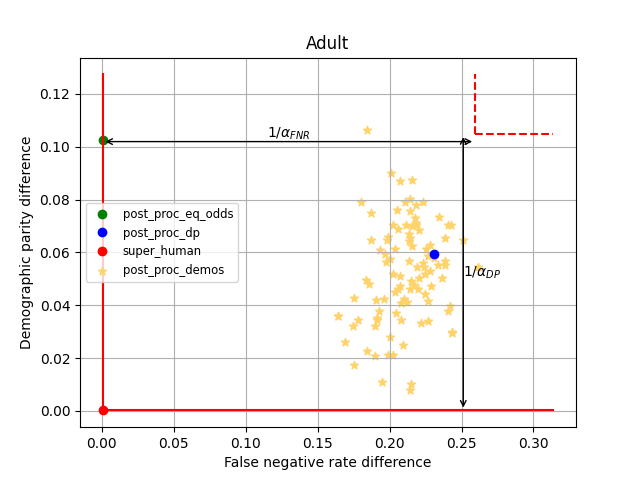 Adult
0.12
0.10
0.08
0.06
0.04
0.02
0.00
Demographic parity difference
1/α_FNR
1/α_DP
post_proc_eq_odds
post_proc_dp
super_human
post_proc_demos
0.00 0.05 0.10 0.15 0.20 0.25 0.30
False negative rate difference